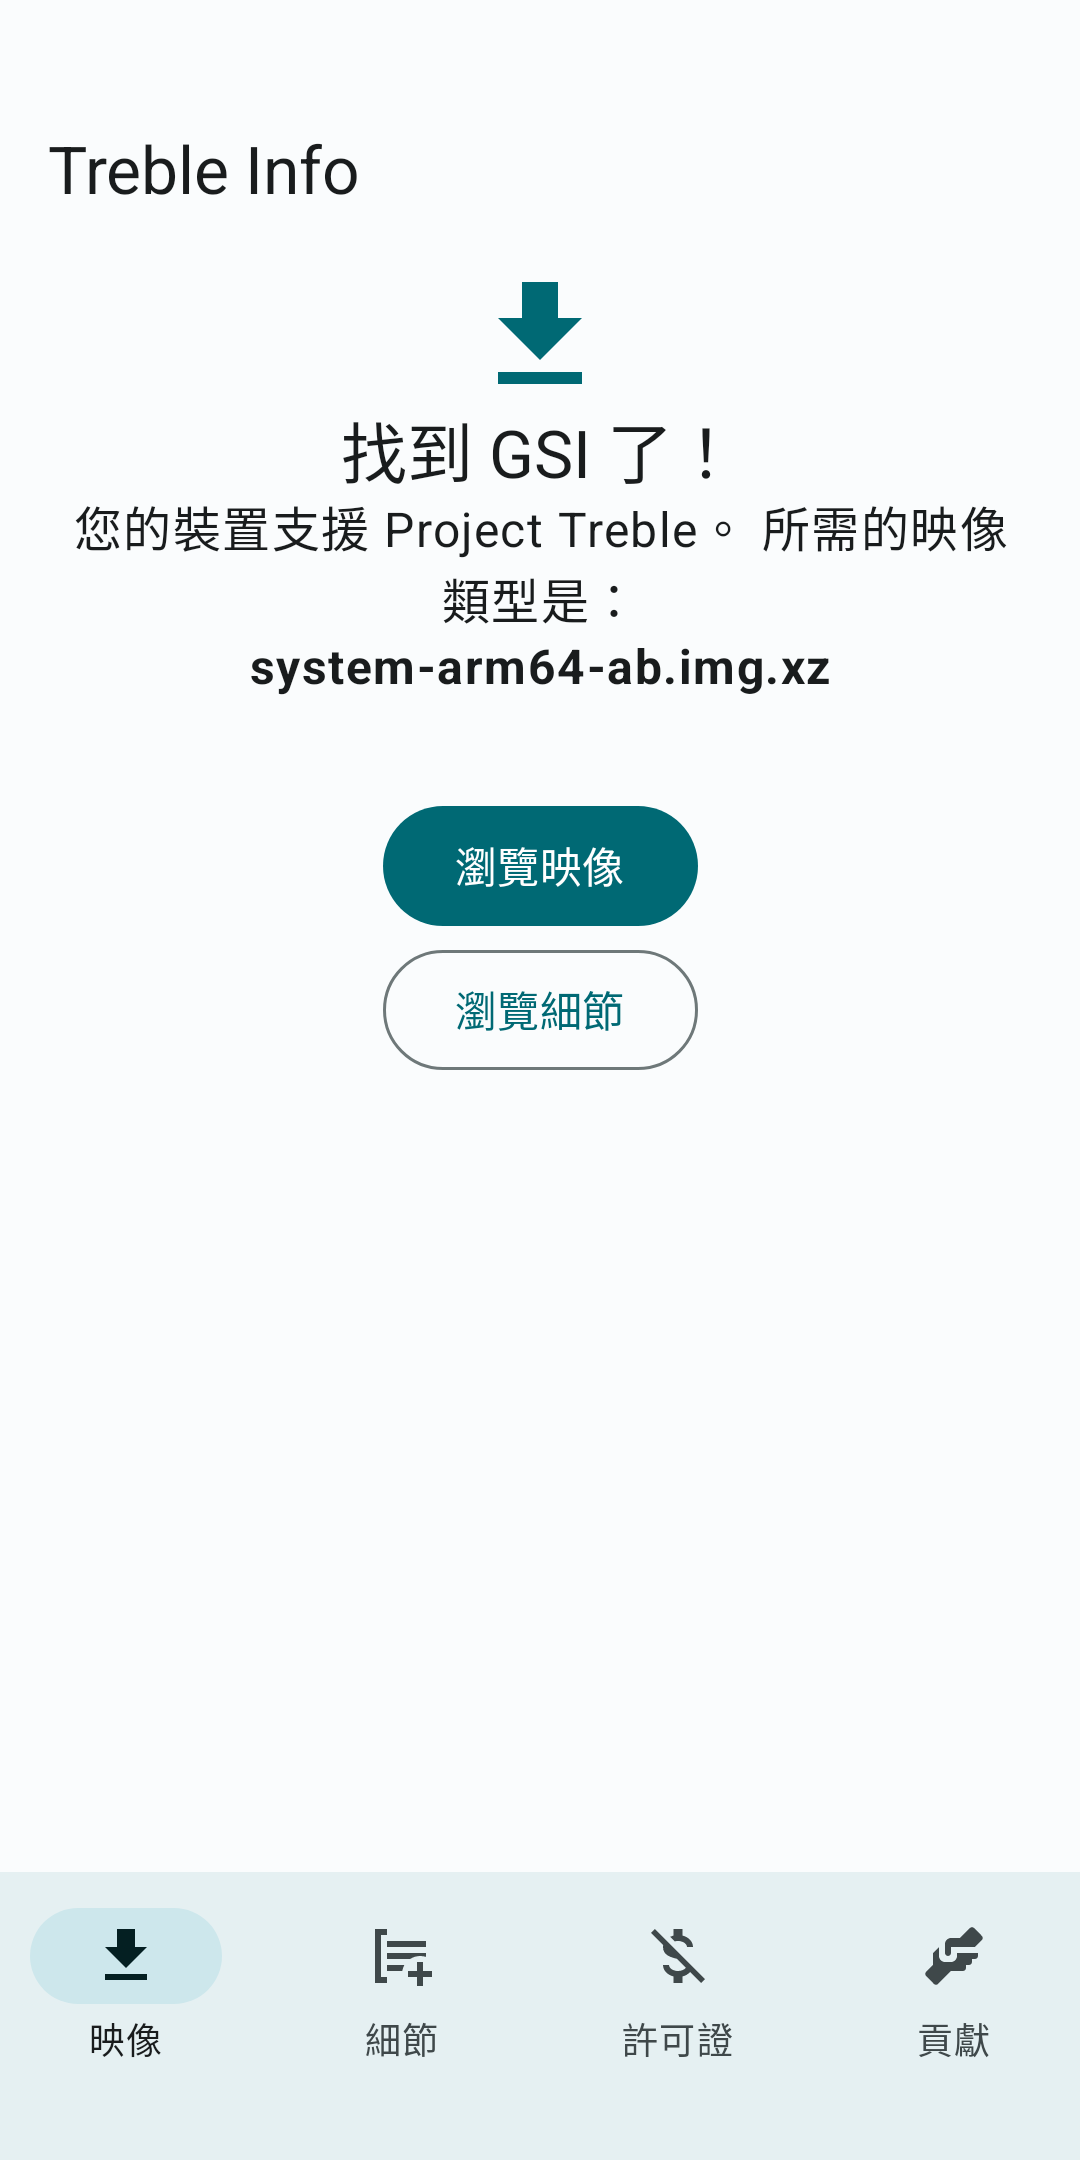 Treble Info
找到 GSI 了！
您的裝置支援 Project Treble。 所需的映像
類型是：
system-arm64-ab.img.xz
瀏覽映像
瀏覽細節
映像
細節
許可證
貢獻